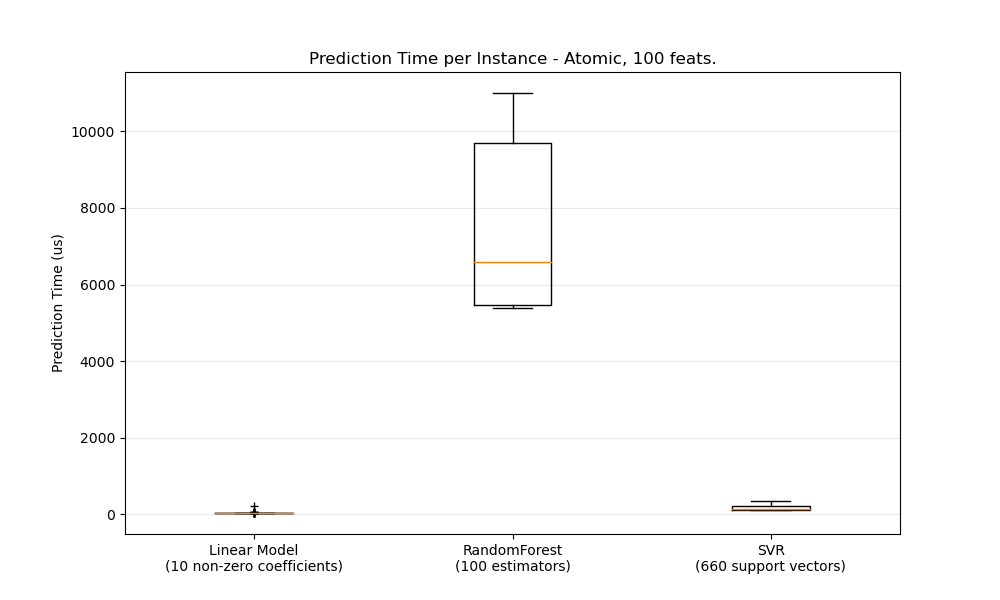 Prediction Time per Instance - Atomic, 100 feats.
Prediction Time (us)
10000
8000
6000
4000
2000
0
Linear Model
(10 non-zero coefficients)
RandomForest
(100 estimators)
SVR
(660 support vectors)